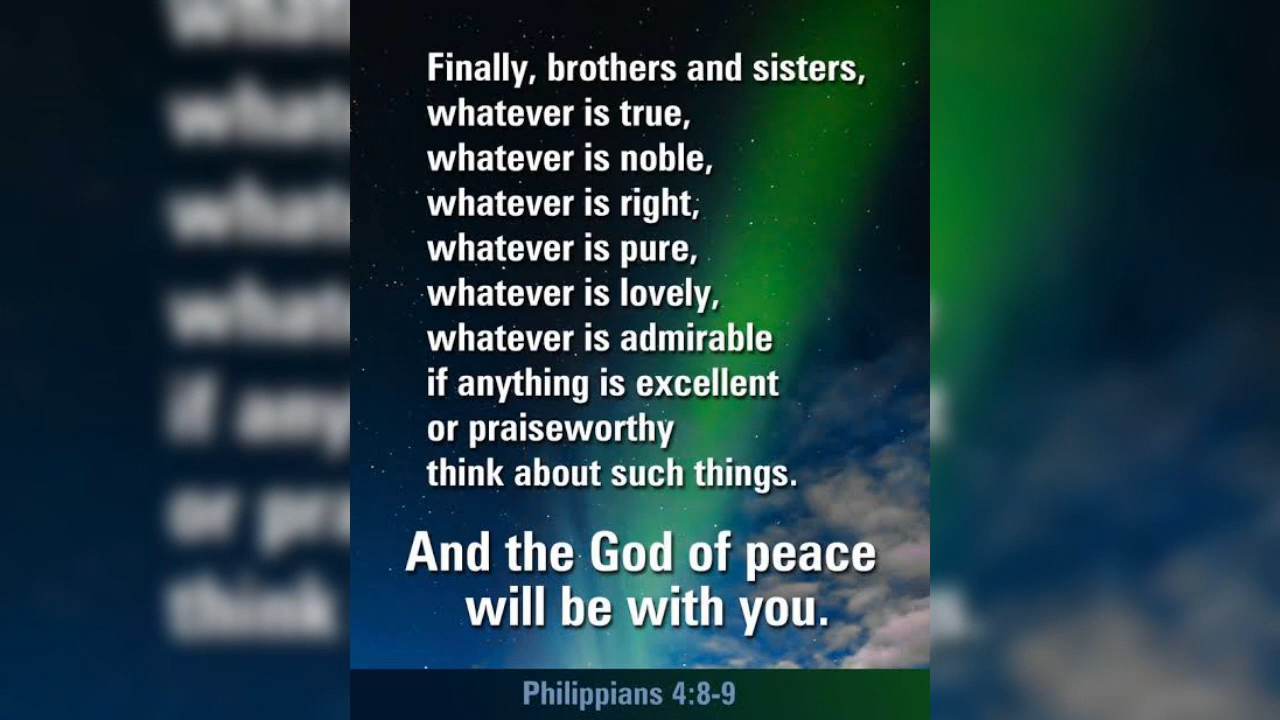 Finally, brothers and sisters,
whatever is true,
whatever is noble,
whatever is right,
whatever is pure,
whatever is lovely,
whatever is admirable
if anything is excellent
or praiseworthy
think about such things.
And the God of peace
will be with you.
Philippians 4:8-9